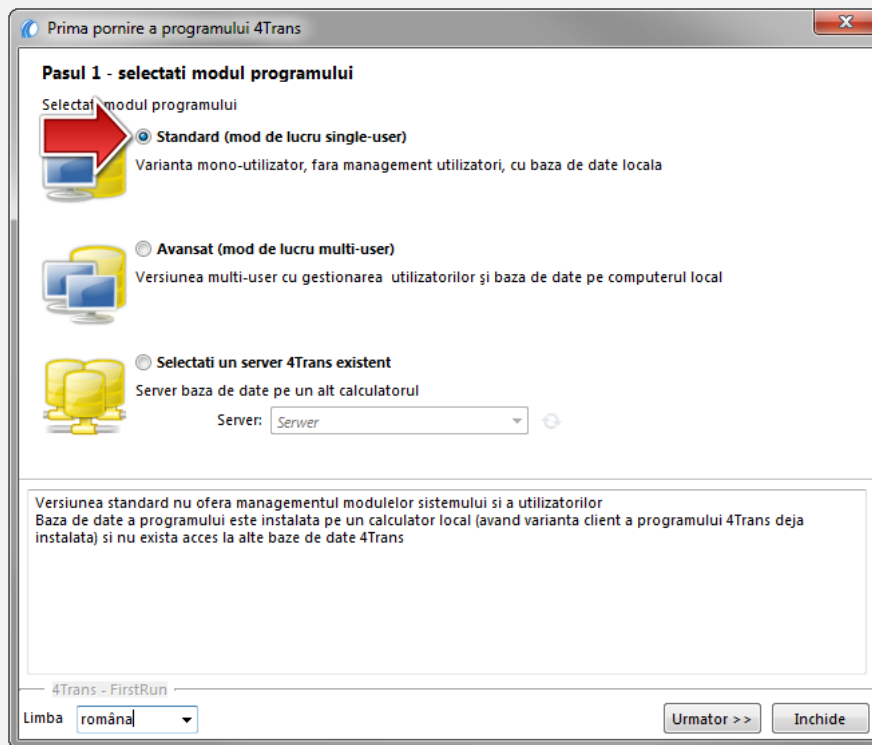 Prima pornire a programului 4Trans
Pasul 1 - selectati modul programului
Selectati modul programului
Standard (mod de lucru single-user)
Varianta mono-utilizator, fara management utilizatori, cu baza de date locala
Avansat (mod de lucru multi-user)
Versiunea multi-user cu gestionarea utilizatorilor și baza de date pe computerul local
Selectati un server 4Trans existent
Server baza de date pe un alt calculatorul
Server: Serwer
Versiunea standard nu ofera managementul modulelor sistemului si a utilizatorilor
Baza de date a programului este instalata pe un calculator local (avand varianta client a programului 4Trans deja
instalata) si nu exista acces la alte baze de date 4Trans
4Trans - FirstRun
Limba româna Urmator >> Inchide